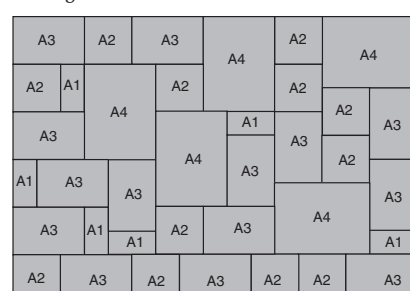 A3 A2 A3 A4 A2 A4
A2 A1 A2 A2
A4 A1 A2 A3
A3 A3
A4 A3 A2
A1 A3 A3 A3
A4
A3 A1 A2 A3
A1 A1
A2 A3 A2 A3 A2 A2 A3